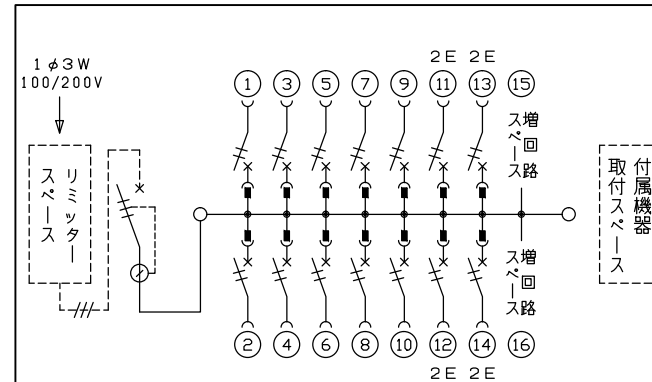 1φ3W
100/200V
リミッター
スペース
2E 2E
① ③ ⑤ ⑦ ⑨ ⑪ ⑬ ⑮
増回路
スペース
増回路
スペース
② ④ ⑥ ⑧ ⑩ ⑫ ⑭ ⑯
2E 2E
付属機器
取付スペース